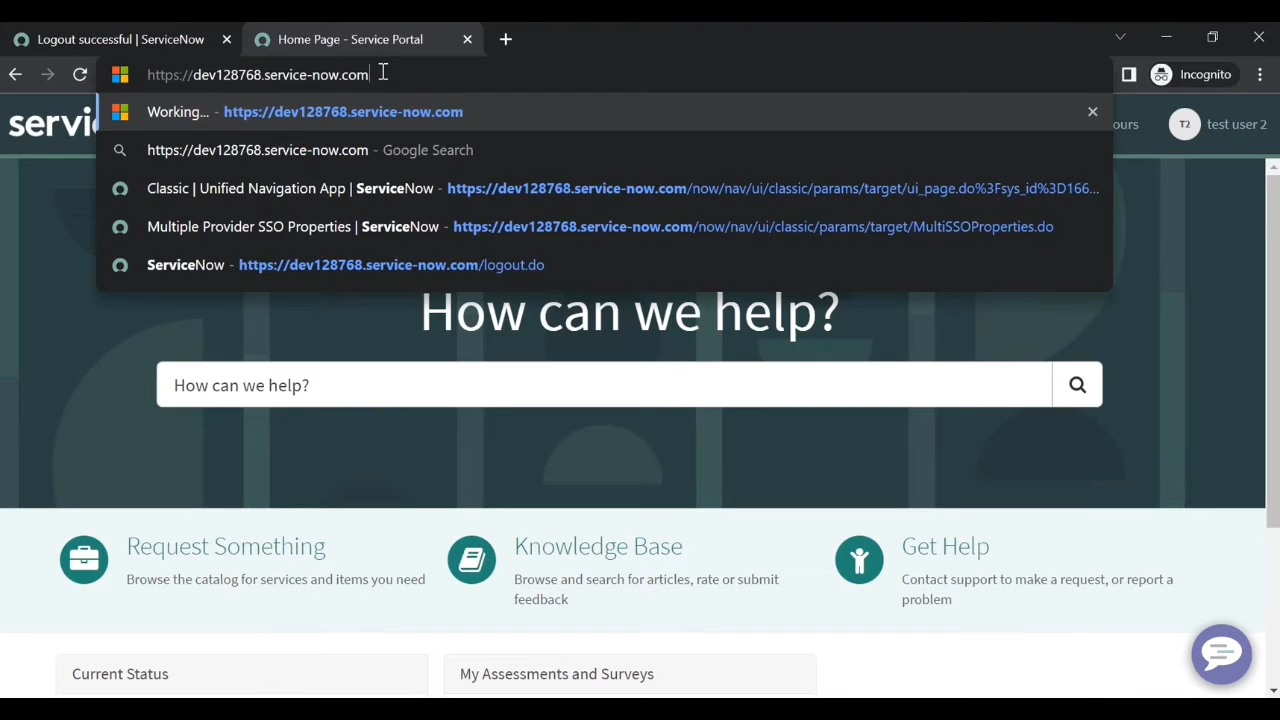 Logout successful | ServiceNow
Home Page - Service Portal
https://dev128768.service-now.com
Incognito
Working... - https://dev128768.service-now.com
https://dev128768.service-now.com - Google Search
Classic | Unified Navigation App | ServiceNow - https://dev128768.service-now.com/now/nav/ui/classic/params/target/ui_page.do%3Fsys_id%3D166...
Multiple Provider SSO Properties | ServiceNow - https://dev128768.service-now.com/now/nav/ui/classic/params/target/MultiSSOProperties.do
ServiceNow - https://dev128768.service-now.com/logout.do
servi
ours
T2
test user 2
How can we help?
How can we help?
Request Something
Browse the catalog for services and items you need
Knowledge Base
Browse and search for articles, rate or submit
feedback
Get Help
Contact support to make a request, or report a
problem
Current Status
My Assessments and Surveys